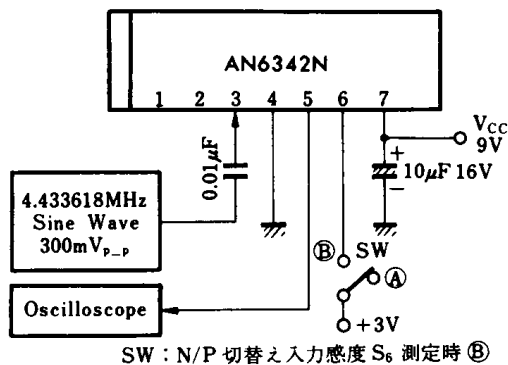 AN6342N
1 2 3 4 5 6 7
VCC
9V
0.01μF
+
10μF 16V
−
4.433618MHz
Sine Wave
300mVp-p
Ⓑ SW
Ⓐ
Oscilloscope
+3V
SW：N/P 切替え入力感度 S6 測定時 Ⓑ